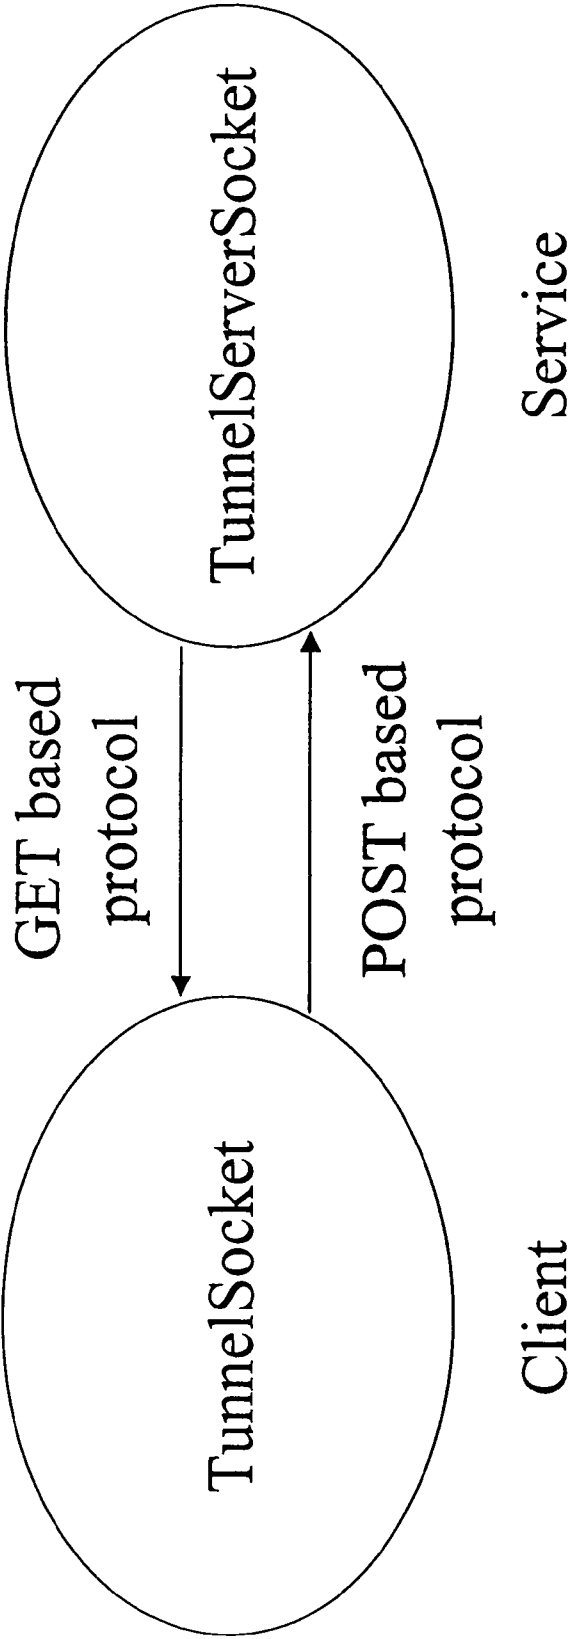 GET based
protocol
TunnelSocket
TunnelServerSocket
POST based
protocol
Client
Service